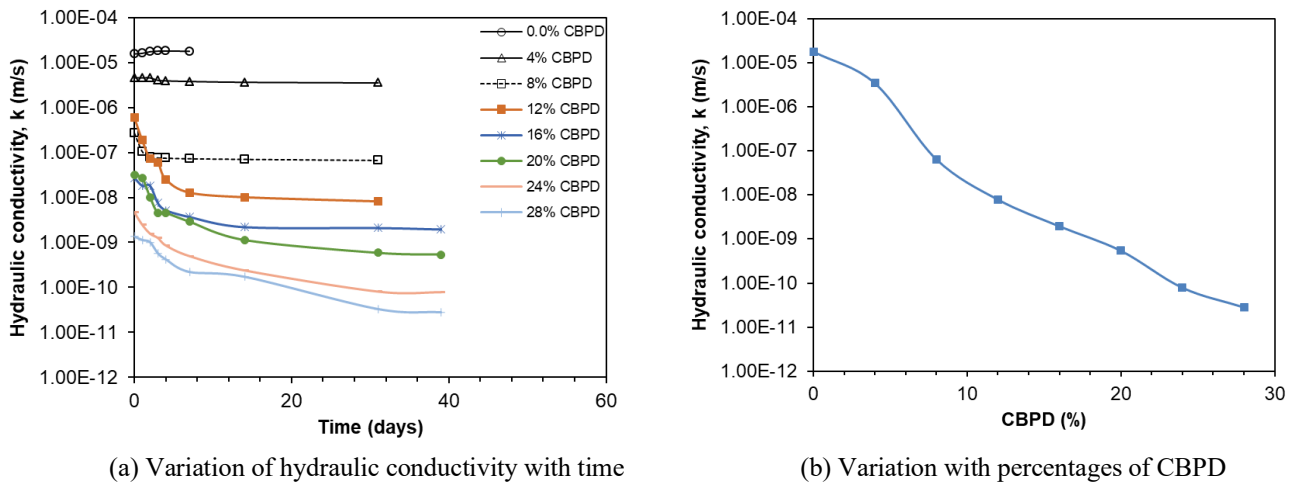 1.00E-04
1.00E-05
1.00E-06
1.00E-07
1.00E-08
1.00E-09
1.00E-10
1.00E-11
1.00E-12
Hydraulic conductivity, k (m/s)
0.0% CBPD
4% CBPD
8% CBPD
12% CBPD
16% CBPD
20% CBPD
24% CBPD
28% CBPD
0 20 40 60
Time (days)
(a) Variation of hydraulic conductivity with time
1.00E-04
1.00E-05
1.00E-06
1.00E-07
1.00E-08
1.00E-09
1.00E-10
1.00E-11
1.00E-12
Hydraulic conductivity, k (m/s)
0 10 20 30
CBPD (%)
(b) Variation with percentages of CBPD